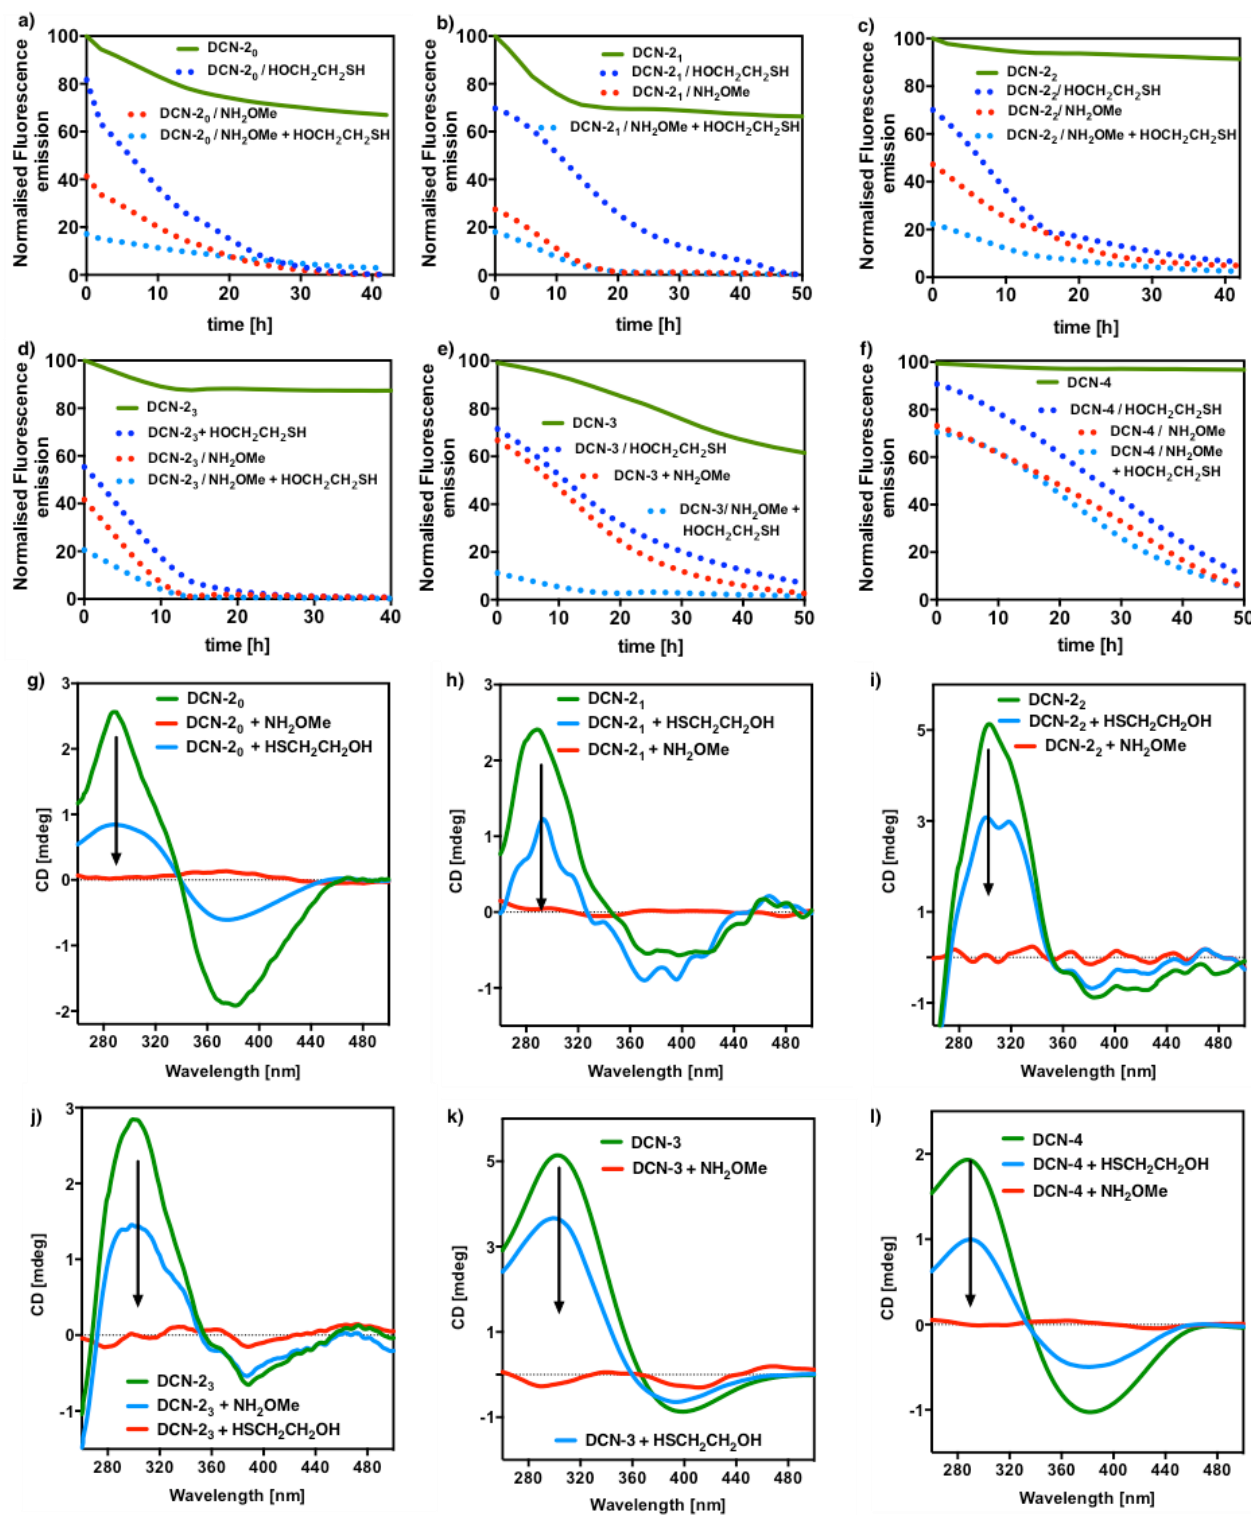 a)
Normalised Fluorescence
emission
100
80
60
40
20
0
DCN-2₀
DCN-2₀ / HOCH₂CH₂SH
DCN-2₀ / NH₂OMe
DCN-2₀ / NH₂OMe + HOCH₂CH₂SH
0 10 20 30 40
time [h]
b)
Normalised Fluorescence
emission
100
80
60
40
20
0
DCN-2₁
DCN-2₁ / HOCH₂CH₂SH
DCN-2₁ / NH₂OMe
DCN-2₁ / NH₂OMe + HOCH₂CH₂SH
0 10 20 30 40 50
time [h]
c)
Normalised Fluorescence
emission
100
80
60
40
20
0
DCN-2₂
DCN-2₂/ HOCH₂CH₂SH
DCN-2₂/ NH₂OMe
DCN-2₂ / NH₂OMe + HOCH₂CH₂SH
0 10 20 30 40
time [h]
d)
Normalised Fluorescence
emission
100
80
60
40
20
0
DCN-2₃
DCN-2₃ + HOCH₂CH₂SH
DCN-2₃ / NH₂OMe
DCN-2₃ / NH₂OMe + HOCH₂CH₂SH
0 10 20 30 40
time [h]
e)
Normalised Fluorescence
emission
100
80
60
40
20
0
DCN-3
DCN-3 / HOCH₂CH₂SH
DCN-3 + NH₂OMe
DCN-3/ NH₂OMe +
HOCH₂CH₂SH
0 10 20 30 40 50
time [h]
f)
Normalised Fluorescence
emission
100
80
60
40
20
0
DCN-4
DCN-4 / HOCH₂CH₂SH
DCN-4 / NH₂OMe
DCN-4 / NH₂OMe
+ HOCH₂CH₂SH
0 10 20 30 40 50
time [h]
g)
CD [mdeg]
3
2
1
0
-1
-2
DCN-2₀
DCN-2₀ + NH₂OMe
DCN-2₀ + HSCH₂CH₂OH
280 320 360 400 440 480
Wavelength [nm]
h)
CD [mdeg]
3
2
1
0
-1
DCN-2₁
DCN-2₁ + HSCH₂CH₂OH
DCN-2₁ + NH₂OMe
280 320 360 400 440 480
Wavelength [nm]
i)
CD [mdeg]
5
3
1
-1
DCN-2₂
DCN-2₂ + HSCH₂CH₂OH
DCN-2₂ + NH₂OMe
280 320 360 400 440 480
Wavelength [nm]
j)
CD [mdeg]
3
2
1
0
-1
DCN-2₃
DCN-2₃ + NH₂OMe
DCN-2₃ + HSCH₂CH₂OH
280 320 360 400 440 480
Wavelength [nm]
k)
CD [mdeg]
5
3
1
-1
DCN-3
DCN-3 + NH₂OMe
DCN-3 + HSCH₂CH₂OH
280 320 360 400 440 480
Wavelength [nm]
l)
CD [mdeg]
2
1
0
-1
DCN-4
DCN-4 + HSCH₂CH₂OH
DCN-4 + NH₂OMe
280 320 360 400 440 480
Wavelength [nm]